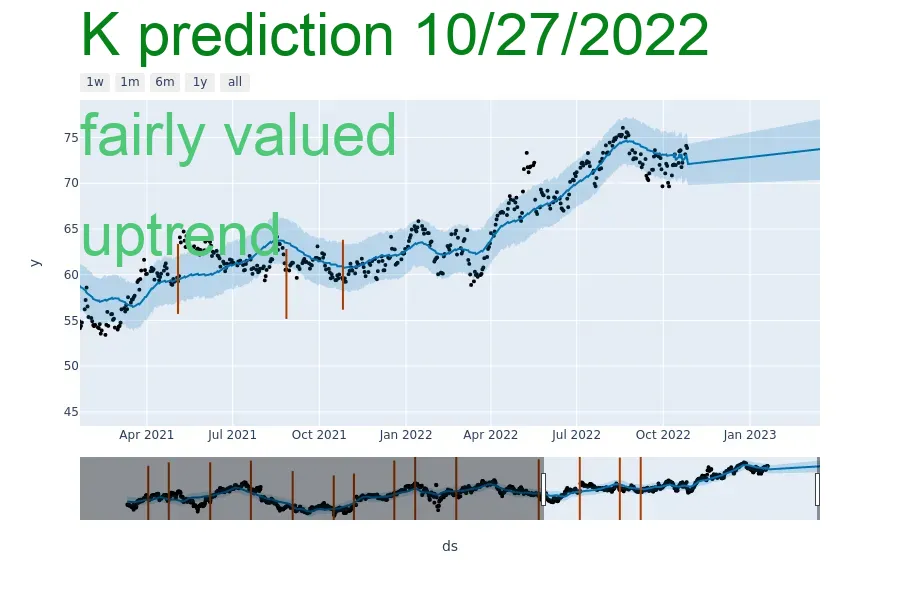 K prediction 10/27/2022
1w 1m 6m 1y all
fairly valued
uptrend
75
70
65
60
55
50
45
y
Apr 2021 Jul 2021 Oct 2021 Jan 2022 Apr 2022 Jul 2022 Oct 2022 Jan 2023
ds